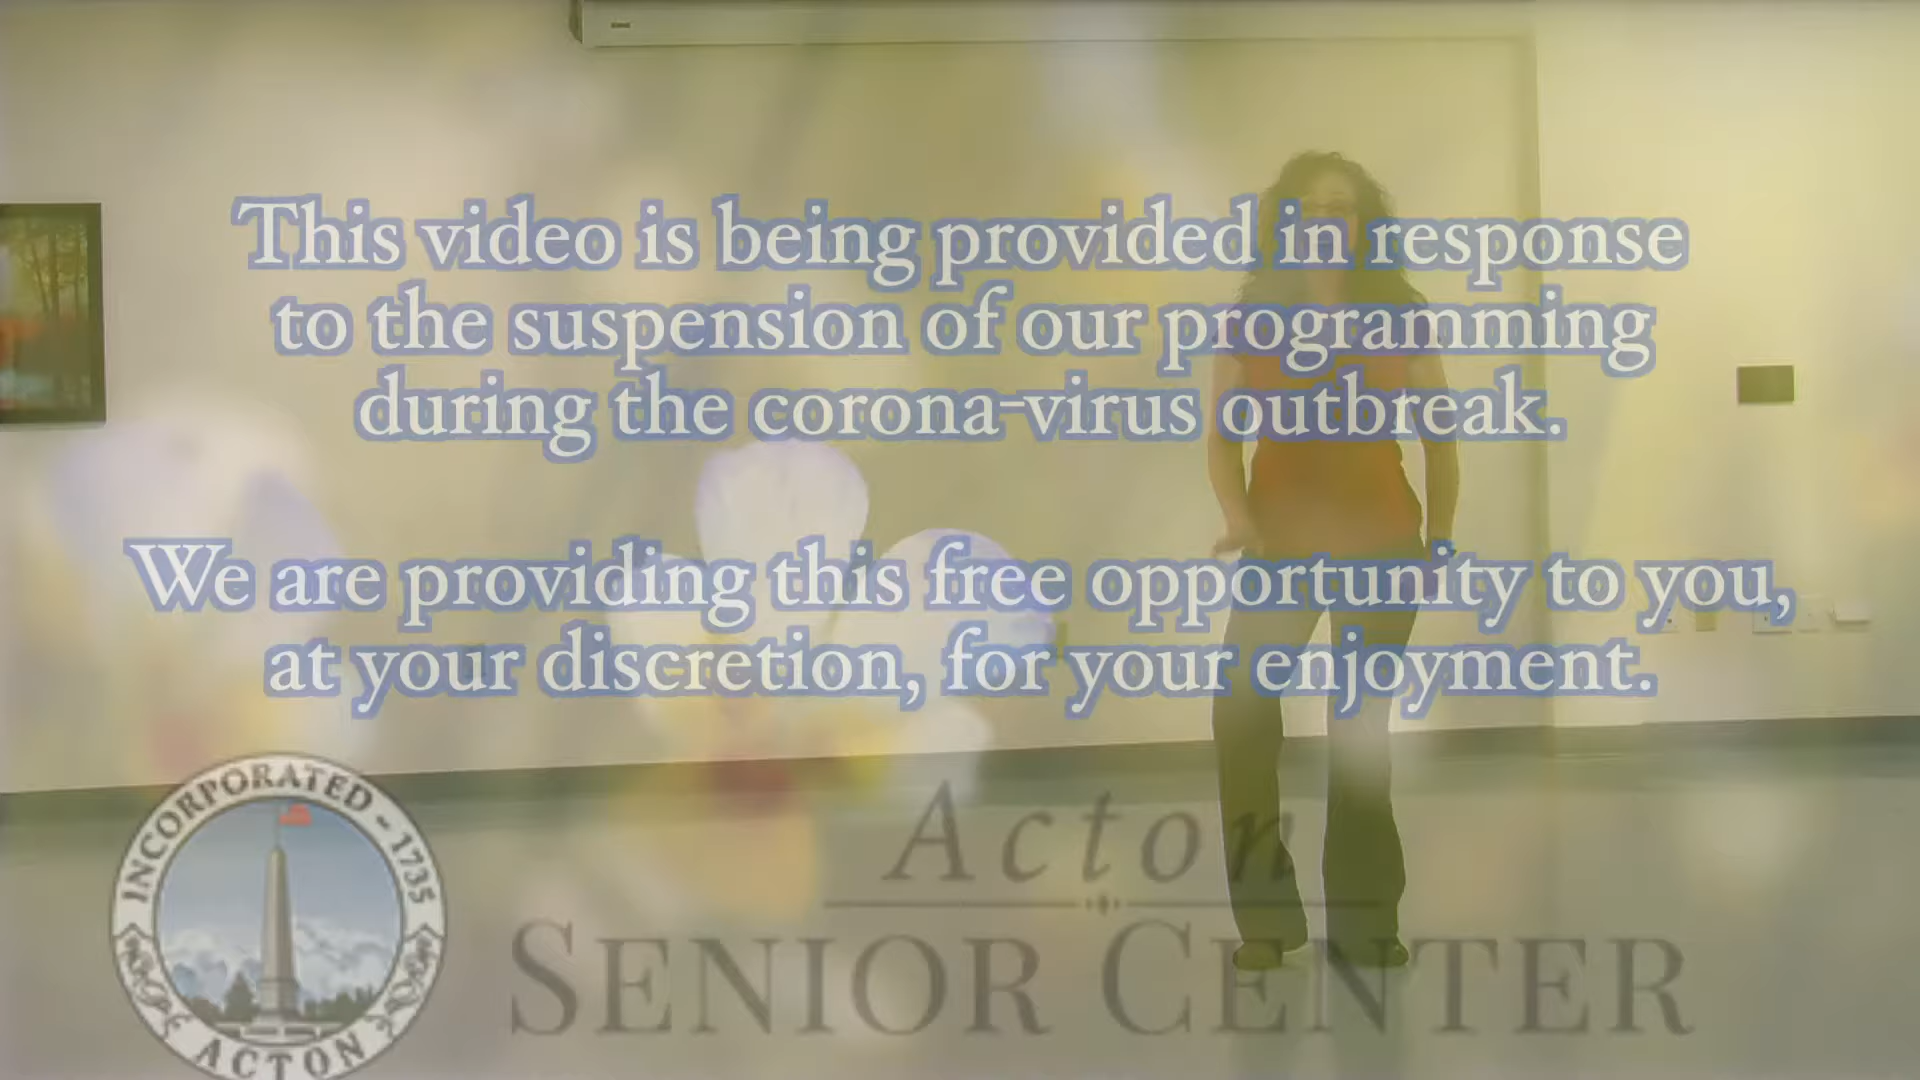 This video is being provided in response
to the suspension of our programming
during the corona-virus outbreak.
We are providing this free opportunity to you,
at your discretion, for your enjoyment.
INCORPORATED - 1735
ACTON
Acton
SENIOR CENTER